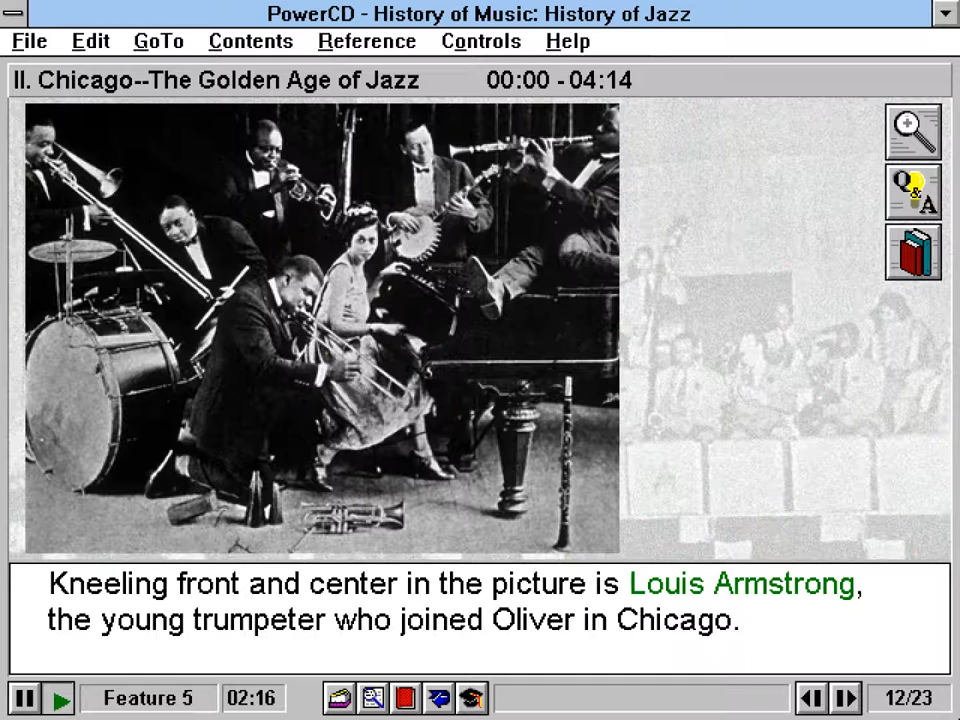 PowerCD - History of Music: History of Jazz
File Edit GoTo Contents Reference Controls Help
II. Chicago--The Golden Age of Jazz 00:00 - 04:14
Q & A
Kneeling front and center in the picture is Louis Armstrong,
the young trumpeter who joined Oliver in Chicago.
Feature 5 02:16 12/23